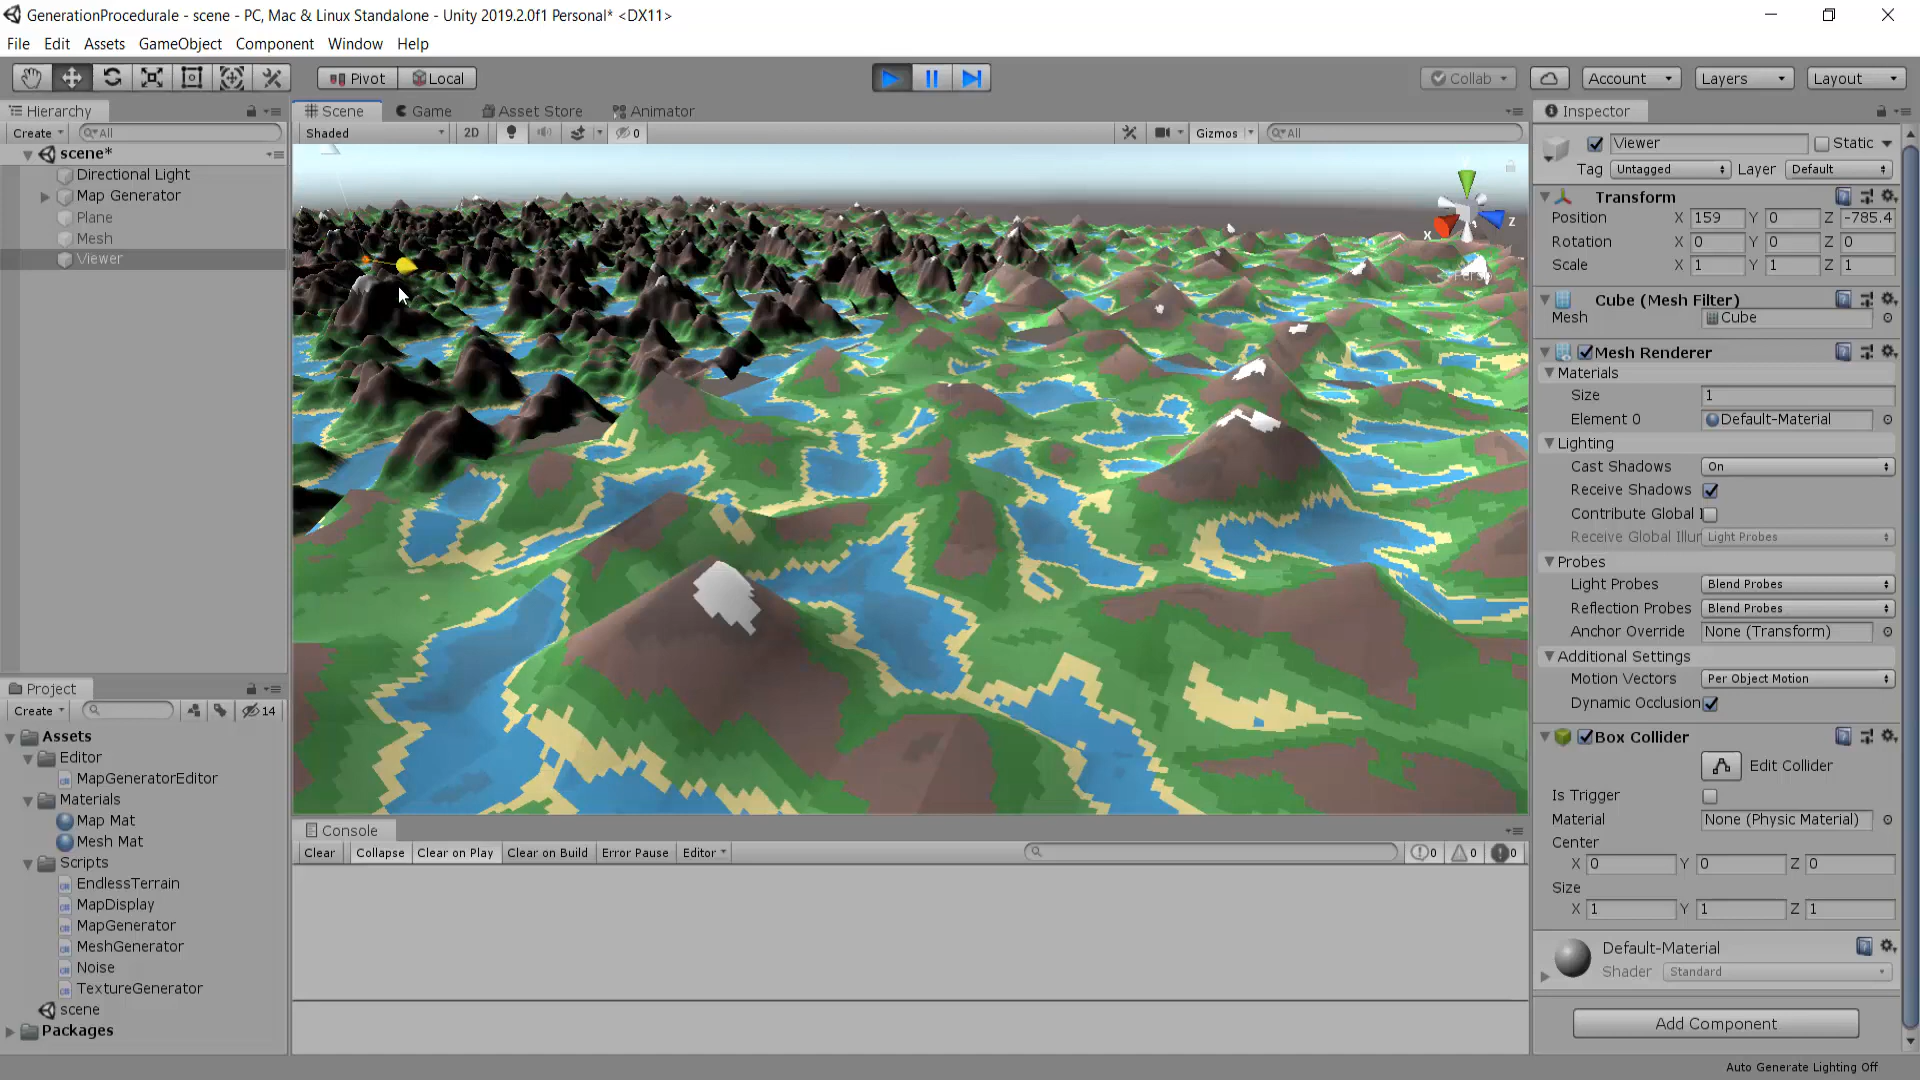 GenerationProcedurale - scene - PC, Mac & Linux Standalone - Unity 2019.2.0f1 Personal* <DX11>
File Edit Assets GameObject Component Window Help
Pivot Local Collab Account Layers Layout
Hierarchy
Create All
scene*
Directional Light
Map Generator
Plane
Mesh
Viewer
Scene Game Asset Store Animator
Shaded 2D 0 Gizmos All
x z
Project
Create 14
Assets
Editor
MapGeneratorEditor
Materials
Map Mat
Mesh Mat
Scripts
EndlessTerrain
MapDisplay
MapGenerator
MeshGenerator
Noise
TextureGenerator
scene
Packages
Console
Clear Collapse Clear on Play Clear on Build Error Pause Editor 0 0 0
Inspector
Viewer Static
Tag Untagged Layer Default
Transform
Position X 159 Y 0 Z -785.4
Rotation X 0 Y 0 Z 0
Scale X 1 Y 1 Z 1
Cube (Mesh Filter)
Mesh Cube
Mesh Renderer
Materials
Size 1
Element 0 Default-Material
Lighting
Cast Shadows On
Receive Shadows
Contribute Global I
Receive Global Illur Light Probes
Probes
Light Probes Blend Probes
Reflection Probes Blend Probes
Anchor Override None (Transform)
Additional Settings
Motion Vectors Per Object Motion
Dynamic Occlusion
Box Collider
Edit Collider
Is Trigger
Material None (Physic Material)
Center
X 0 Y 0 Z 0
Size
X 1 Y 1 Z 1
Default-Material
Shader Standard
Add Component
Auto Generate Lighting Off